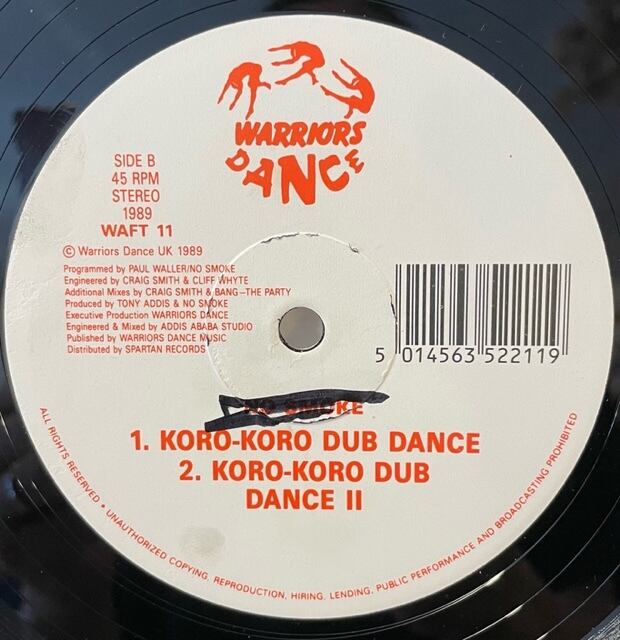 WARRIORS
DANCE
SIDE B
45 RPM
STEREO
1989
WAFT 11
© Warriors Dance UK 1989
Programmed by PAUL WALLER/NO SMOKE
Engineered by CRAIG SMITH & CLIFF WHYTE
Additional Mixes by CRAIG SMITH & BANG—THE PARTY
Produced by TONY ADDIS & NO SMOKE
Executive Production WARRIORS DANCE
Engineered & Mixed by ADDIS ABABA STUDIO
Published by WARRIORS DANCE MUSIC
Distributed by SPARTAN RECORDS
5 014563 522119
NO SMOKE
1. KORO-KORO DUB DANCE
2. KORO-KORO DUB
DANCE II
ALL RIGHTS RESERVED • UNAUTHORIZED COPYING, REPRODUCTION, HIRING, LENDING, PUBLIC PERFORMANCE AND BROADCASTING PROHIBITED